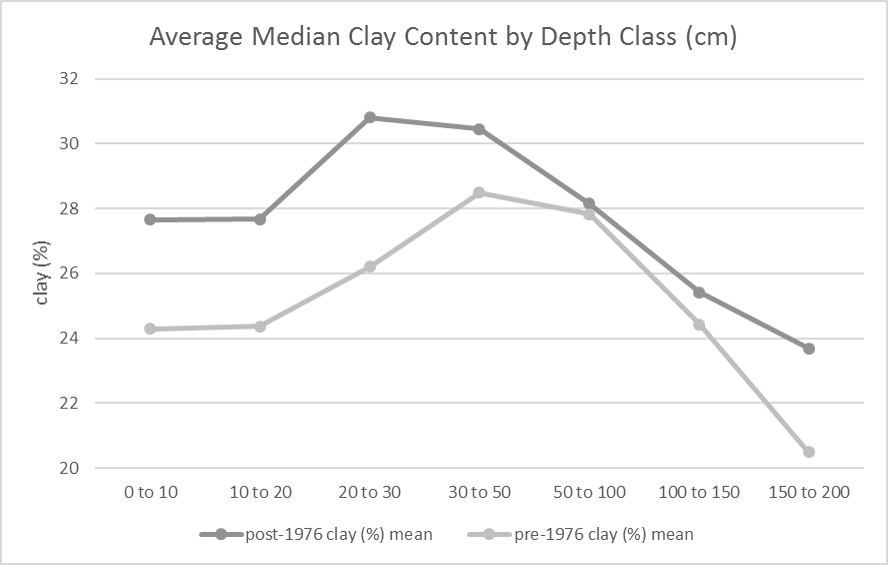 Average Median Clay Content by Depth Class (cm)
32
30
28
26
24
22
20
clay (%)
0 to 10 10 to 20 20 to 30 30 to 50 50 to 100 100 to 150 150 to 200
post-1976 clay (%) mean pre-1976 clay (%) mean